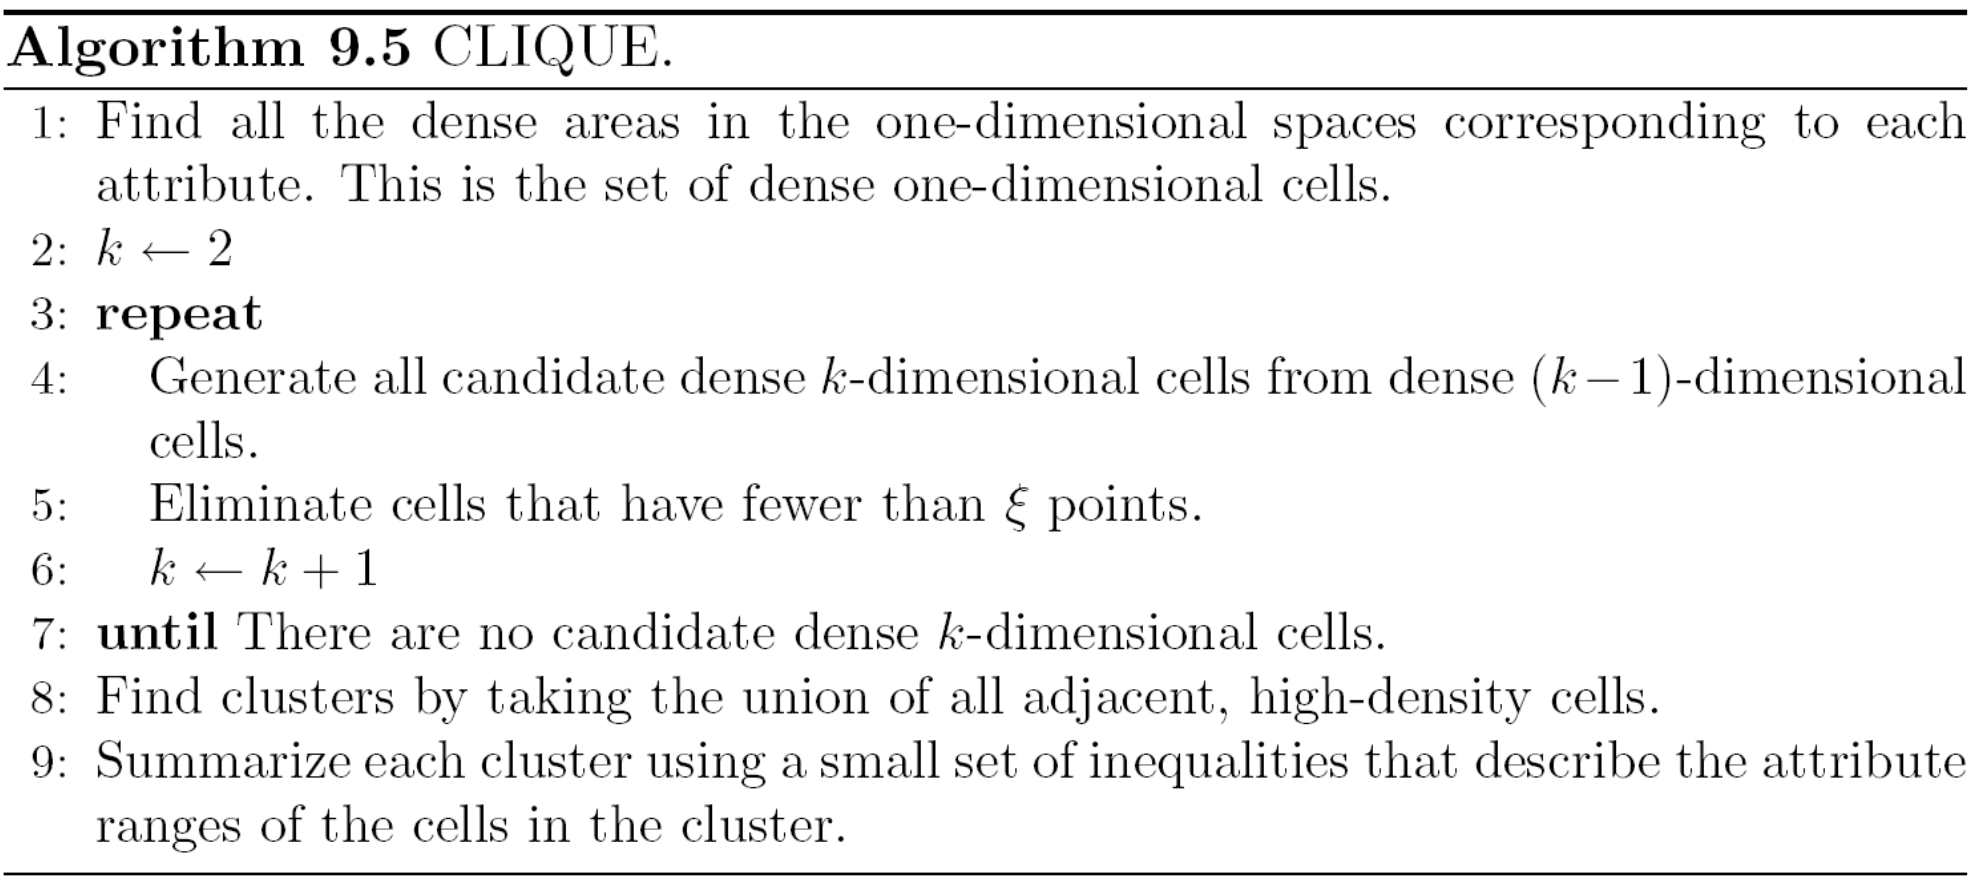 Algorithm 9.5 CLIQUE.
1: Find all the dense areas in the one-dimensional spaces corresponding to each
attribute. This is the set of dense one-dimensional cells.
2: k ← 2
3: repeat
4: Generate all candidate dense k-dimensional cells from dense (k − 1)-dimensional
cells.
5: Eliminate cells that have fewer than ξ points.
6: k ← k + 1
7: until There are no candidate dense k-dimensional cells.
8: Find clusters by taking the union of all adjacent, high-density cells.
9: Summarize each cluster using a small set of inequalities that describe the attribute
ranges of the cells in the cluster.